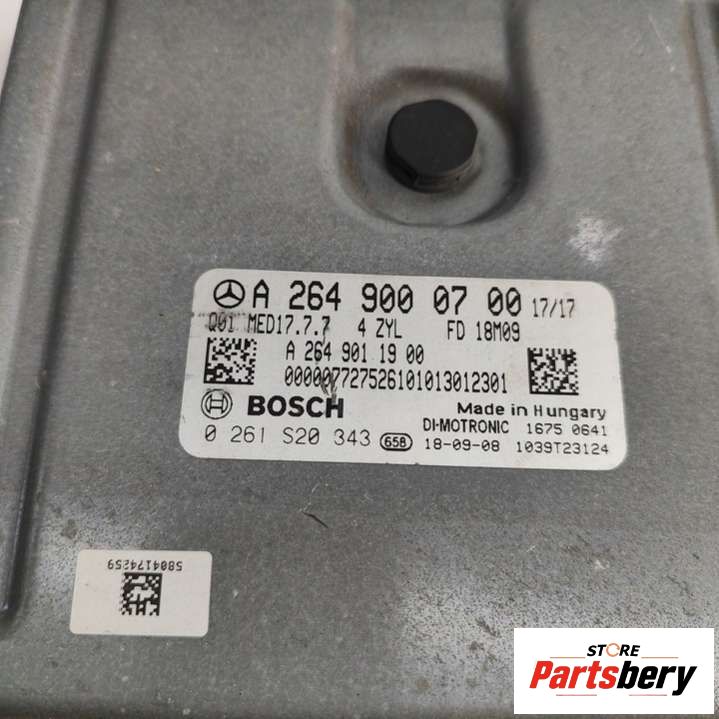 A 264 900 07 00 17/17
Q01 MED17.7.7 4 ZYL FD 18M09
A 264 901 19 00
00000772752610101301​2301
BOSCH Made in Hungary
DI-MOTRONIC 1675 0641
0 261 S20 343 658 18-09-08 1039T23124
5804174259
STORE
Partsbery